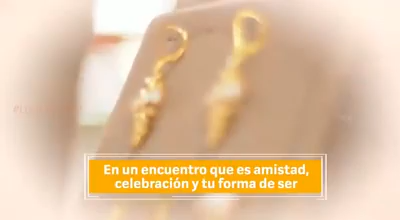 En un encuentro que es amistad,
celebración y tu forma de ser